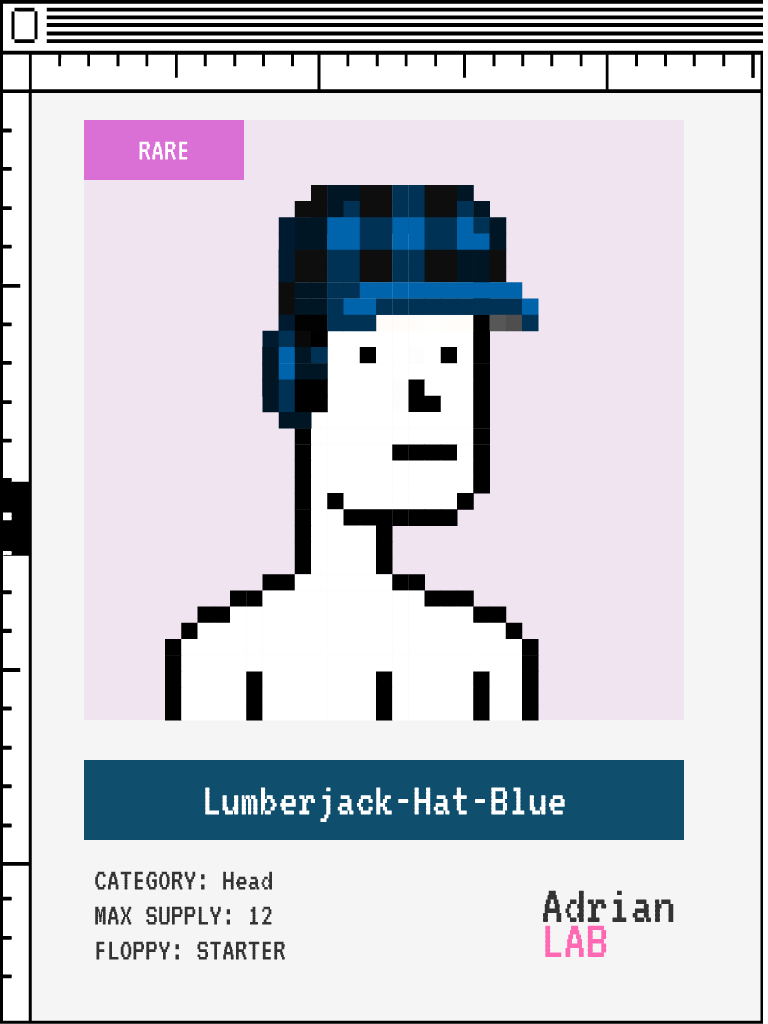 RARE
Lumberjack-Hat-Blue
CATEGORY: Head
MAX SUPPLY: 12
FLOPPY: STARTER
Adrian
LAB